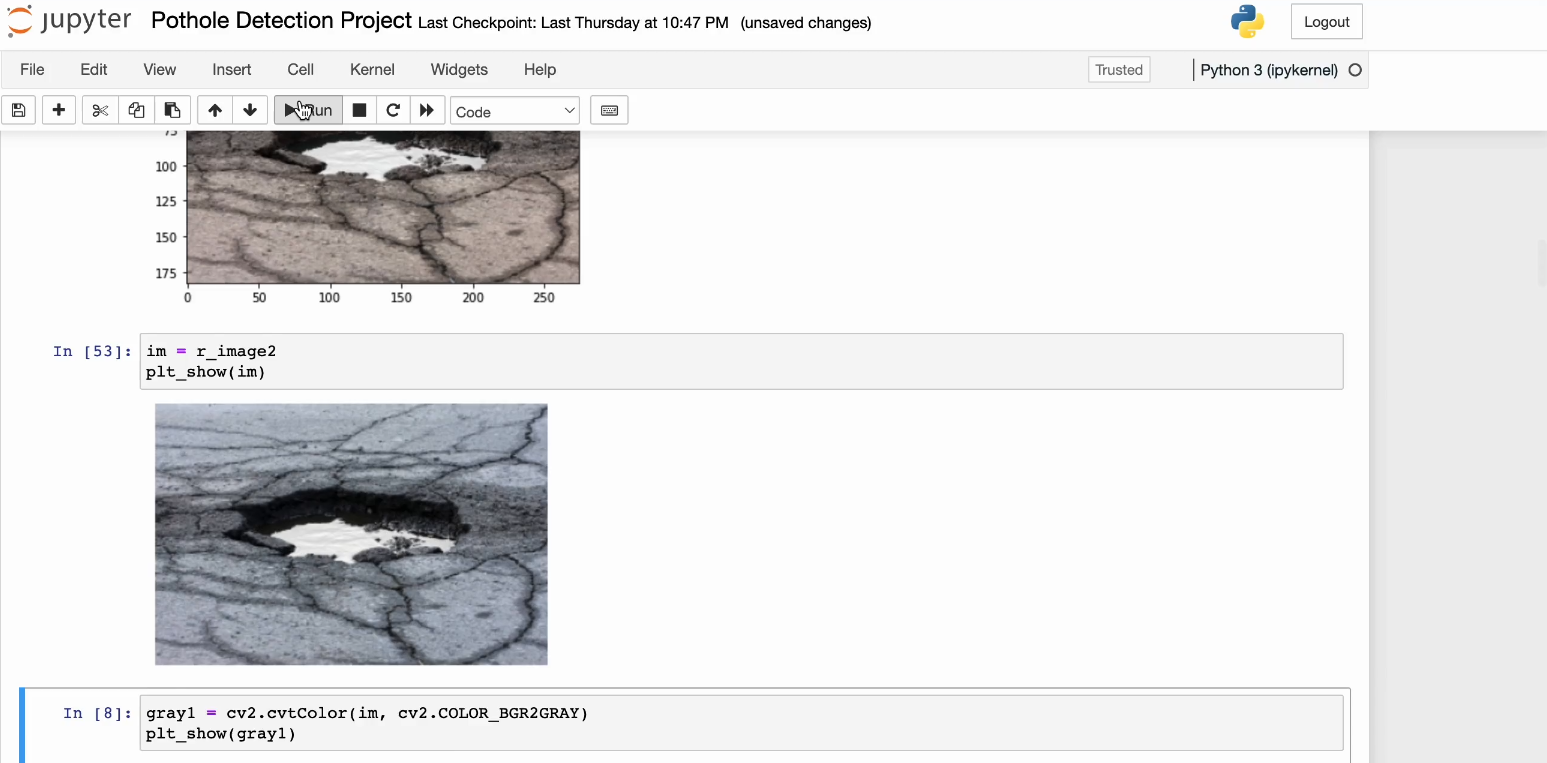 jupyter Pothole Detection Project Last Checkpoint: Last Thursday at 10:47 PM (unsaved changes) Logout
File Edit View Insert Cell Kernel Widgets Help Trusted Python 3 (ipykernel)
Code
75
100
125
150
175
0 50 100 150 200 250
In [53]: im = r_image2
plt_show(im)
In [8]: gray1 = cv2.cvtColor(im, cv2.COLOR_BGR2GRAY)
plt_show(gray1)